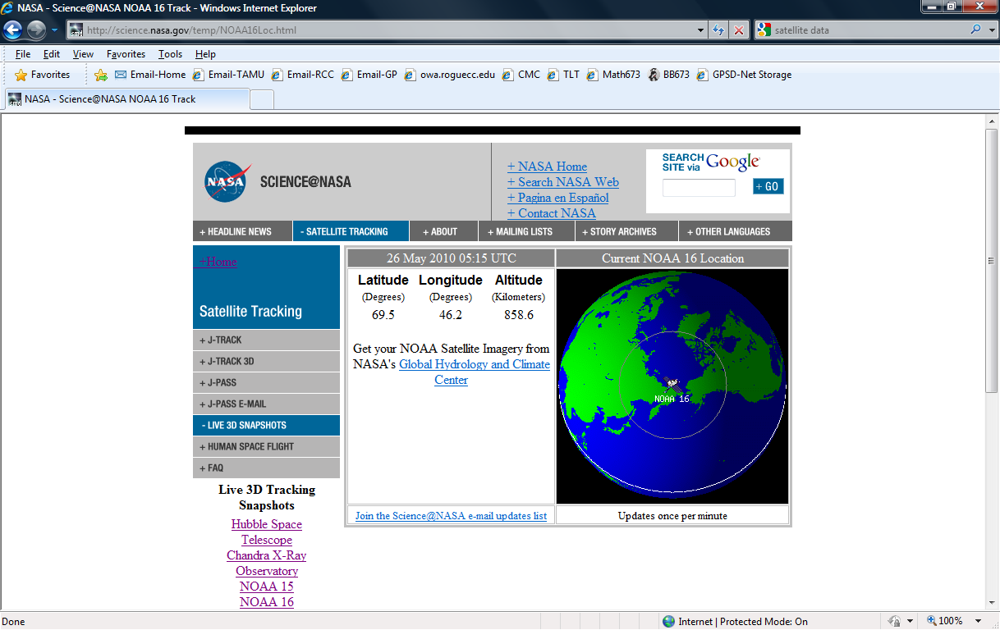 NASA - Science@NASA NOAA 16 Track - Windows Internet Explorer
http://science.nasa.gov/temp/NOAA16Loc.html
satellite data
File Edit View Favorites Tools Help
Favorites Email-Home Email-TAMU Email-RCC Email-GP owa.roguecc.edu CMC TLT Math673 BB673 GPSD-Net Storage
NASA - Science@NASA NOAA 16 Track
NASA
SCIENCE@NASA
+ NASA Home
+ Search NASA Web
+ Pagina en Español
+ Contact NASA
SEARCH
SITE via Google
+ GO
+ HEADLINE NEWS - SATELLITE TRACKING + ABOUT + MAILING LISTS + STORY ARCHIVES + OTHER LANGUAGES
+Home
Satellite Tracking
+ J-TRACK
+ J-TRACK 3D
+ J-PASS
+ J-PASS E-MAIL
- LIVE 3D SNAPSHOTS
+ HUMAN SPACE FLIGHT
+ FAQ
Live 3D Tracking
Snapshots
Hubble Space
Telescope
Chandra X-Ray
Observatory
NOAA 15
NOAA 16
26 May 2010 05:15 UTC
Latitude Longitude Altitude
(Degrees) (Degrees) (Kilometers)
69.5 46.2 858.6
Get your NOAA Satellite Imagery from
NASA's Global Hydrology and Climate
Center
Join the Science@NASA e-mail updates list
Current NOAA 16 Location
NOAA 16
Updates once per minute
Done
Internet | Protected Mode: On
100%